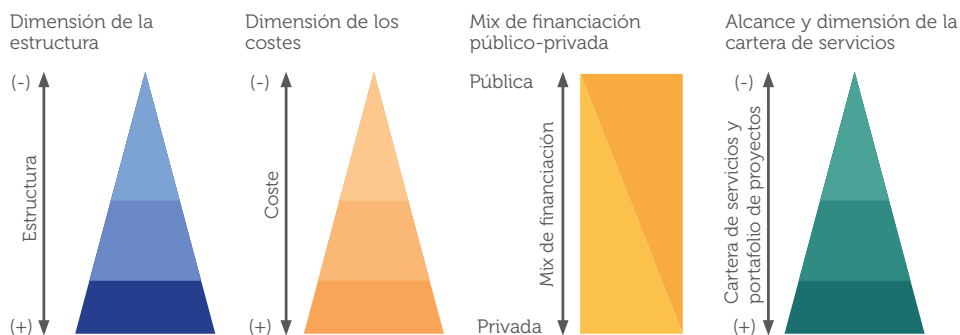 Dimensión de la
estructura
(-)
Estructura
(+)
Dimensión de los
costes
(-)
Coste
(+)
Mix de financiación
público-privada
Pública
Mix de financiación
Privada
Alcance y dimensión de la
cartera de servicios
(-)
Cartera de servicios y
portafolio de proyectos
(+)